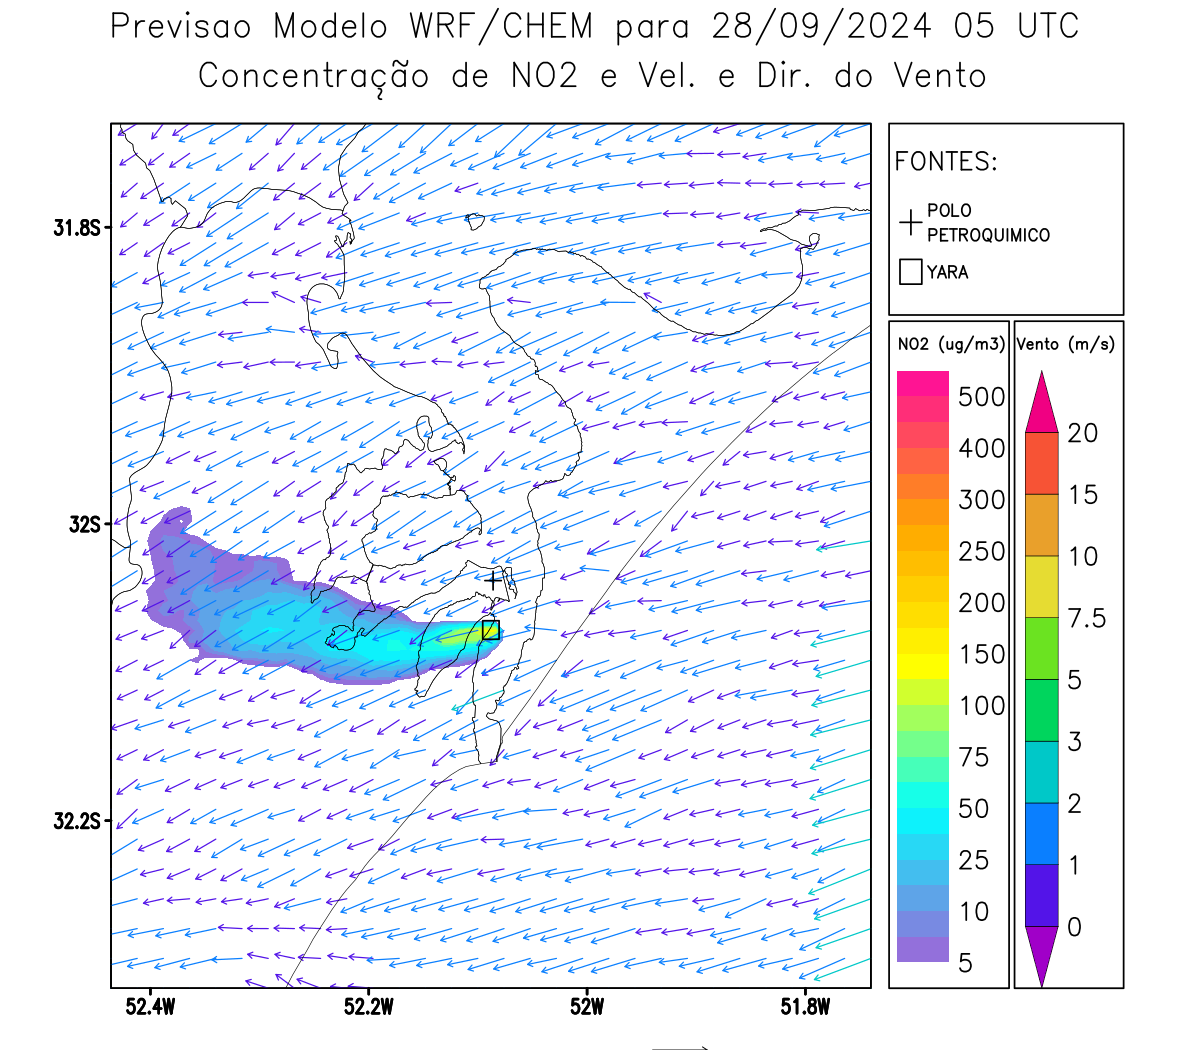 Previsao Modelo WRF/CHEM para 28/09/2024 05 UTC
Concentração de NO2 e Vel. e Dir. do Vento
FONTES:
POLO
PETROQUIMICO
YARA
NO2 (ug/m3)
500
400
300
250
200
150
100
75
50
25
10
5
Vento (m/s)
20
15
10
7.5
5
3
2
1
0
31.8S
32S
32.2S
52.4W
52.2W
52W
51.8W